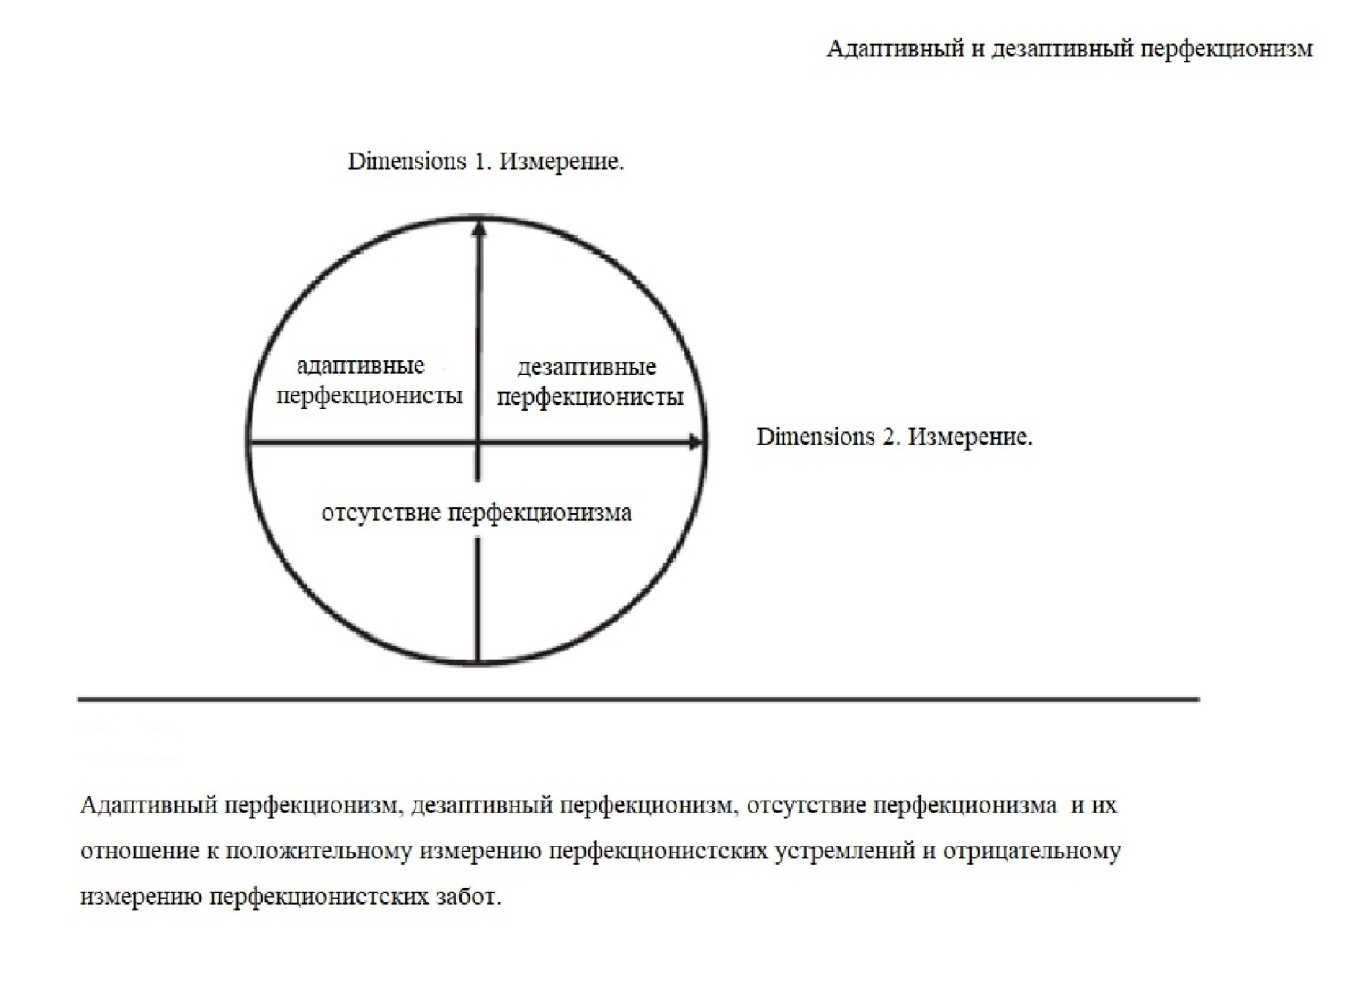 Адаптивный и дезаптивный перфекционизм
Dimensions 1. Измерение.
адаптивные
перфекционисты
дезаптивные
перфекционисты
Dimensions 2. Измерение.
отсутствие перфекционизма
Адаптивный перфекционизм, дезаптивный перфекционизм, отсутствие перфекционизма и их
отношение к положительному измерению перфекционистских устремлений и отрицательному
измерению перфекционистских забот.